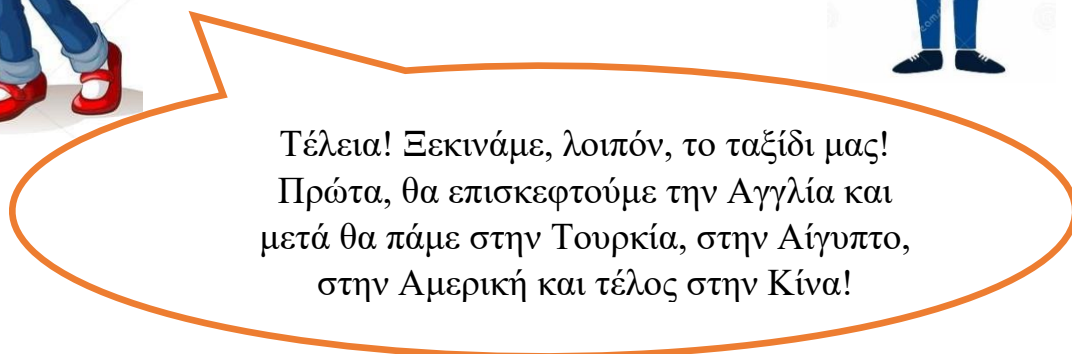 Τέλεια! Ξεκινάμε, λοιπόν, το ταξίδι μας!
Πρώτα, θα επισκεφτούμε την Αγγλία και
μετά θα πάμε στην Τουρκία, στην Αίγυπτο,
στην Αμερική και τέλος στην Κίνα!